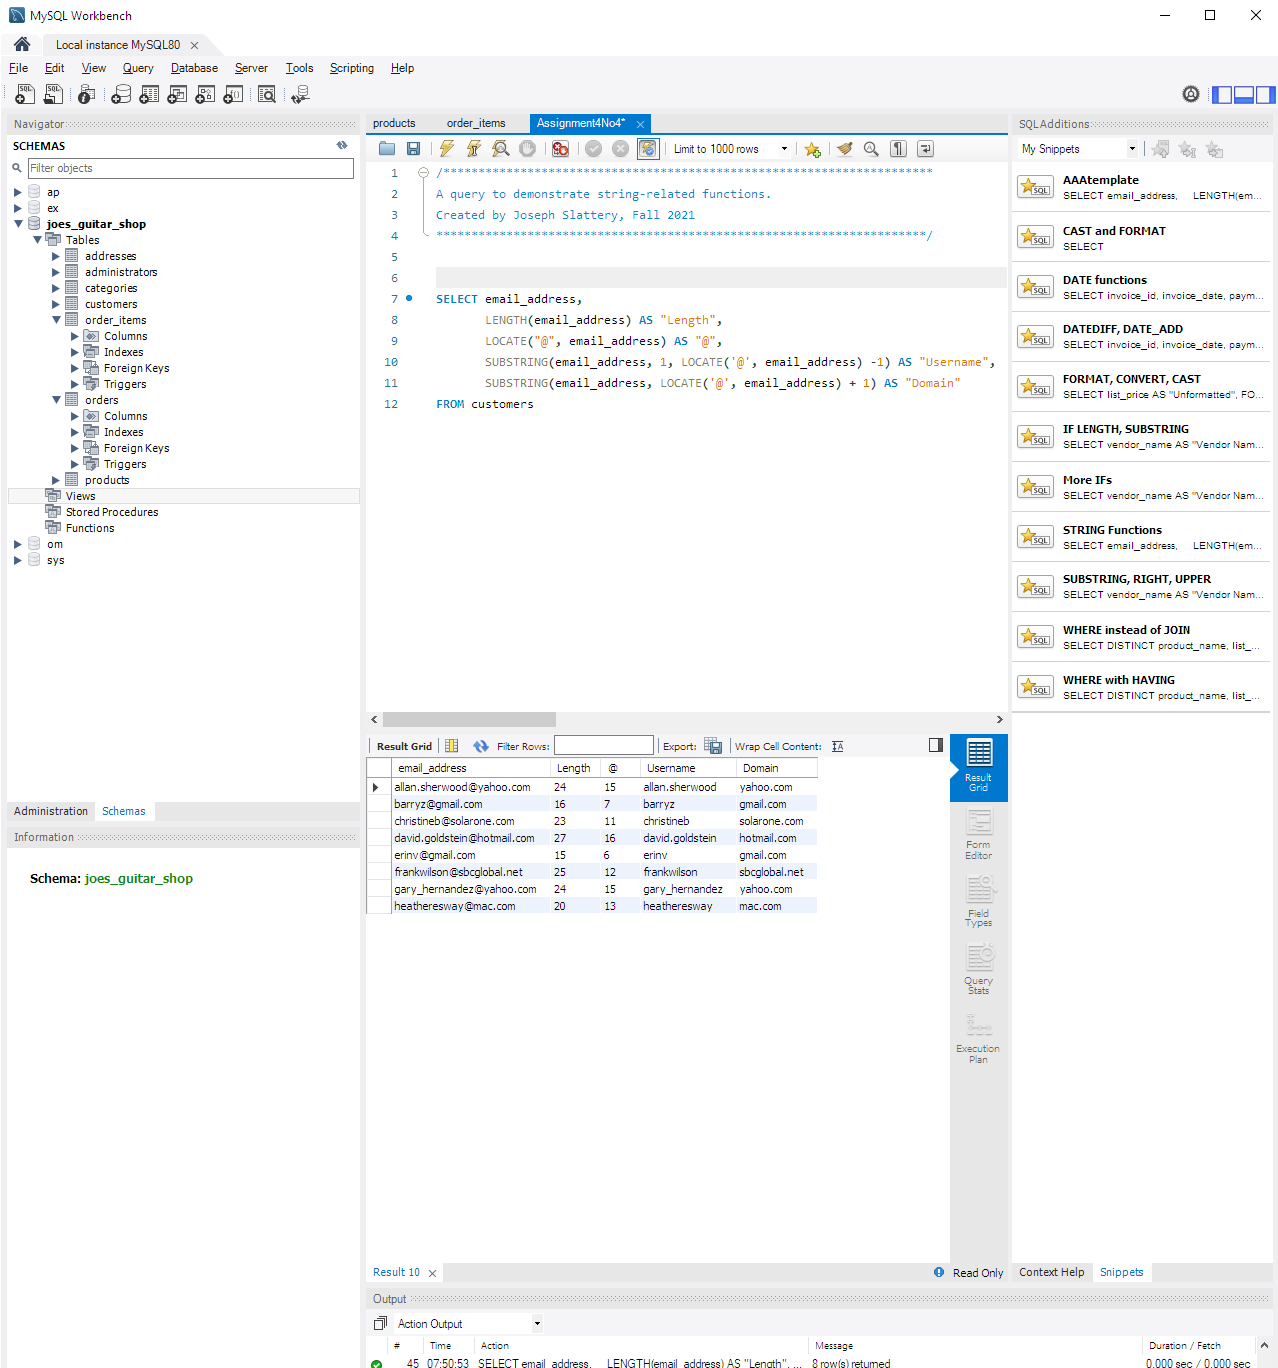 MySQL Workbench
Local instance MySQL80
File Edit View Query Database Server Tools Scripting Help
Navigator
SCHEMAS
Filter objects
ap
ex
joes_guitar_shop
Tables
addresses
administrators
categories
customers
order_items
Columns
Indexes
Foreign Keys
Triggers
orders
Columns
Indexes
Foreign Keys
Triggers
products
Views
Stored Procedures
Functions
om
sys
Administration Schemas
Information
Schema: joes_guitar_shop
products order_items Assignment4No4*
Limit to 1000 rows
1 /**********************************************************************
2 A query to demonstrate string-related functions.
3 Created by Joseph Slattery, Fall 2021
4 **********************************************************************/
5
6
7 SELECT email_address,
8 LENGTH(email_address) AS "Length",
9 LOCATE("@", email_address) AS "@",
10 SUBSTRING(email_address, 1, LOCATE('@', email_address) -1) AS "Username",
11 SUBSTRING(email_address, LOCATE('@', email_address) + 1) AS "Domain"
12 FROM customers
Result Grid Filter Rows: Export: Wrap Cell Content:
email_address Length @ Username Domain
allan.sherwood@yahoo.com 24 15 allan.sherwood yahoo.com
barryz@gmail.com 16 7 barryz gmail.com
christineb@solarone.com 23 11 christineb solarone.com
david.goldstein@hotmail.com 27 16 david.goldstein hotmail.com
erinv@gmail.com 15 6 erinv gmail.com
frankwilson@sbcglobal.net 25 12 frankwilson sbcglobal.net
gary_hernandez@yahoo.com 24 15 gary_hernandez yahoo.com
heatheresway@mac.com 20 13 heatheresway mac.com
Result
Grid
Form
Editor
Field
Types
Query
Stats
Execution
Plan
Result 10
Read Only
SQLAdditions
My Snippets
AAAtemplate
SELECT email_address, LENGTH(em...
CAST and FORMAT
SELECT
DATE functions
SELECT invoice_id, invoice_date, paym...
DATEDIFF, DATE_ADD
SELECT invoice_id, invoice_date, paym...
FORMAT, CONVERT, CAST
SELECT list_price AS "Unformatted", FO...
IF LENGTH, SUBSTRING
SELECT vendor_name AS "Vendor Nam...
More IFs
SELECT vendor_name AS "Vendor Nam...
STRING Functions
SELECT email_address, LENGTH(em...
SUBSTRING, RIGHT, UPPER
SELECT vendor_name AS "Vendor Nam...
WHERE instead of JOIN
SELECT DISTINCT product_name, list_...
WHERE with HAVING
SELECT DISTINCT product_name, list_...
Context Help Snippets
Output
Action Output
# Time Action Message Duration / Fetch
45 07:50:53 SELECT email_address, LENGTH(email_address) AS "Length", ... 8 row(s) returned 0.000 sec / 0.000 sec